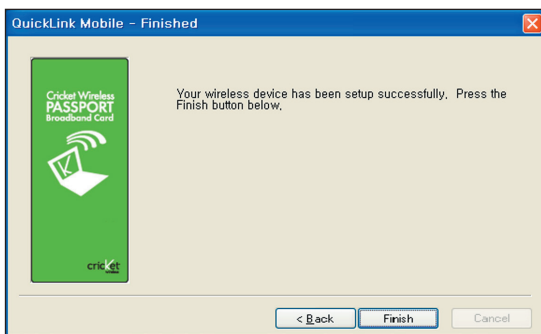 QuickLink Mobile - Finished
Cricket Wireless
PASSPORT
Broadband Card
K
cricket
Your wireless device has been setup successfully, Press the
Finish button below,
< Back
Finish
Cancel